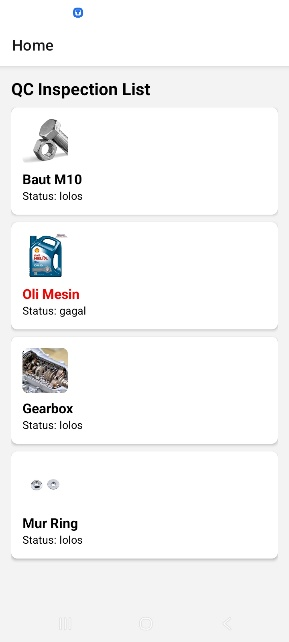 Home
QC Inspection List
Baut M10
Status: lolos
Oli Mesin
Status: gagal
Gearbox
Status: lolos
Mur Ring
Status: lolos